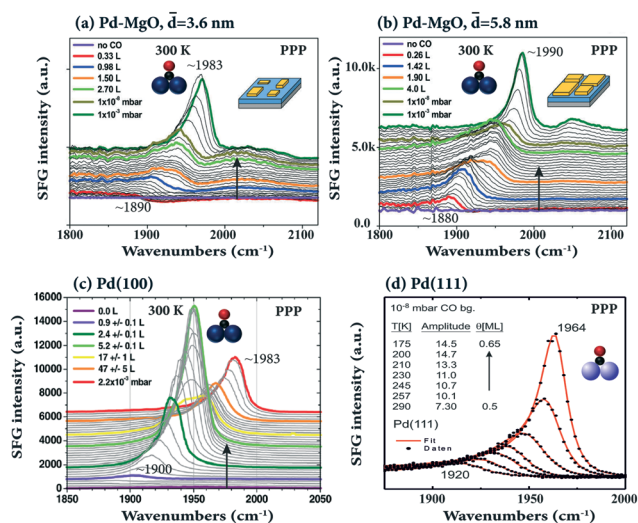 (a) Pd-MgO, d̄=3.6 nm
no CO
0.33 L
0.98 L
1.50 L
2.70 L
1x10⁻⁶ mbar
1x10⁻³ mbar
300 K
PPP
~1983
~1890
SFG intensity (a.u.)
1800 1900 2000 2100
Wavenumbers (cm⁻¹)
(b) Pd-MgO, d̄=5.8 nm
no CO
0.26 L
1.42 L
1.90 L
4.0 L
1x10⁻⁶ mbar
1x10⁻³ mbar
300 K
PPP
~1990
~1880
SFG intensity (a.u.)
10.0k
5.0k
0.0
1800 1900 2000 2100
Wavenumbers (cm⁻¹)
(c) Pd(100)
0.0 L
0.9 +/- 0.1 L
2.4 +/- 0.1 L
5.2 +/- 0.1 L
17 +/- 1 L
47 +/- 5 L
2.2x10⁻³ mbar
300 K
PPP
~1983
~1900
SFG intensity (a.u.)
16000
14000
12000
10000
8000
6000
4000
2000
0
1850 1900 1950 2000 2050
Wavenumber (cm⁻¹)
(d) Pd(111)
10⁻⁸ mbar CO bg.
PPP
T[K] Amplitude θ[ML]
175 14.5 0.65
200 14.7
210 13.3
230 11.0
245 10.7
257 10.1
290 7.30 0.5
Pd(111)
Fit
Daten
1964
1920
SFG intensity (a.u.)
1900 1930 1960 2000
Wavenumber (cm⁻¹)